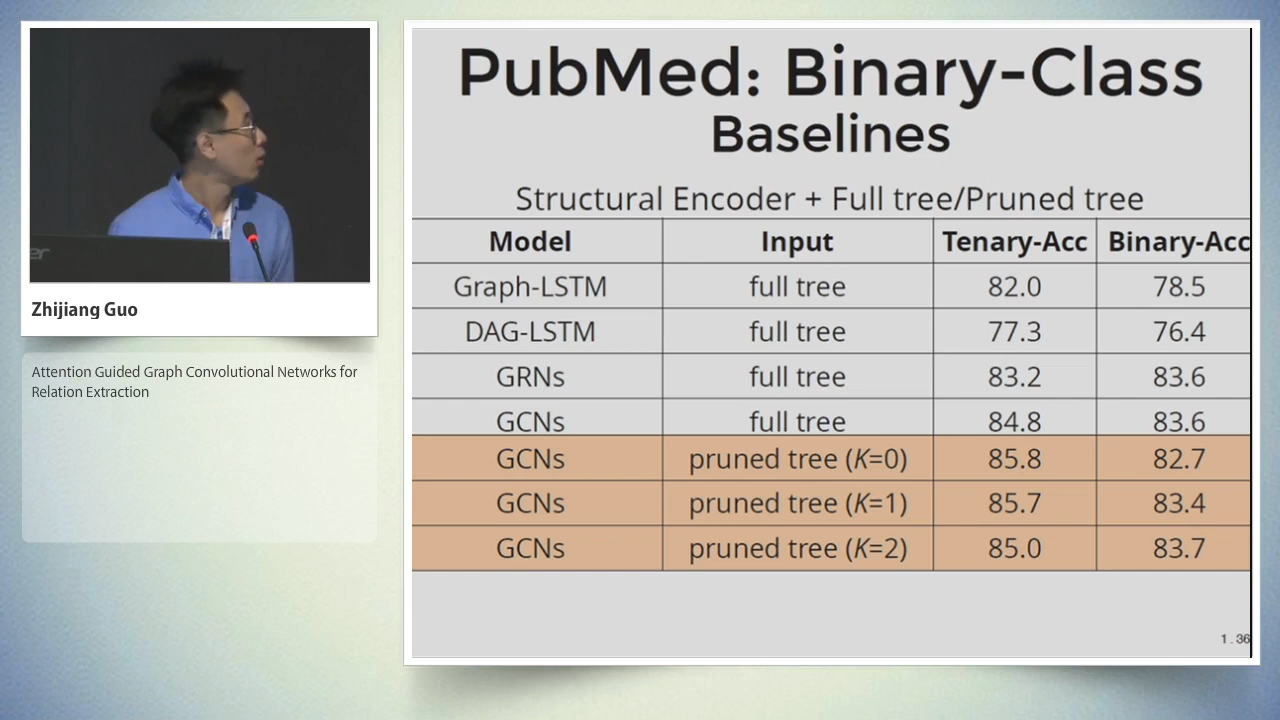 Zhijiang Guo
Attention Guided Graph Convolutional Networks for
Relation Extraction
PubMed: Binary-Class
Baselines
Structural Encoder + Full tree/Pruned tree
Model Input Tenary-Acc Binary-Acc
Graph-LSTM full tree 82.0 78.5
DAG-LSTM full tree 77.3 76.4
GRNs full tree 83.2 83.6
GCNs full tree 84.8 83.6
GCNs pruned tree (K=0) 85.8 82.7
GCNs pruned tree (K=1) 85.7 83.4
GCNs pruned tree (K=2) 85.0 83.7
1.36